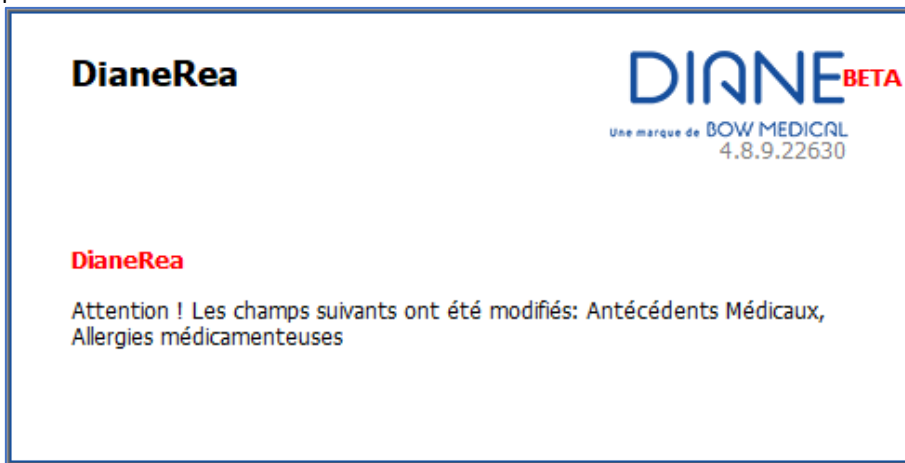 DianeRea
DIANE BETA
Une marque de BOW MEDICAL
4.8.9.22630
DianeRea
Attention ! Les champs suivants ont été modifiés: Antécédents Médicaux,
Allergies médicamenteuses